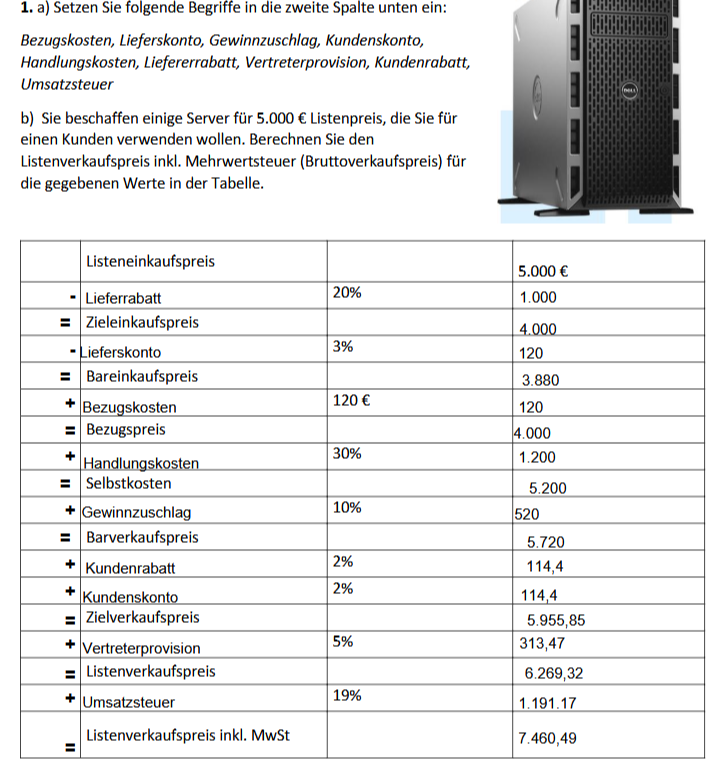 1. a) Setzen Sie folgende Begriffe in die zweite Spalte unten ein:
Bezugskosten, Lieferskonto, Gewinnzuschlag, Kundenskonto,
Handlungskosten, Liefererrabatt, Vertreterprovision, Kundenrabatt,
Umsatzsteuer
b) Sie beschaffen einige Server für 5.000 € Listenpreis, die Sie für
einen Kunden verwenden wollen. Berechnen Sie den
Listenverkaufspreis inkl. Mehrwertsteuer (Bruttoverkaufspreis) für
die gegebenen Werte in der Tabelle.
DELL
Listeneinkaufspreis 5.000 €
- Lieferrabatt 20% 1.000
= Zieleinkaufspreis 4.000
- Lieferskonto 3% 120
= Bareinkaufspreis 3.880
+ Bezugskosten 120 € 120
= Bezugspreis 4.000
+ Handlungskosten 30% 1.200
= Selbstkosten 5.200
+ Gewinnzuschlag 10% 520
= Barverkaufspreis 5.720
+ Kundenrabatt 2% 114,4
+ Kundenskonto 2% 114,4
= Zielverkaufspreis 5.955,85
+ Vertreterprovision 5% 313,47
= Listenverkaufspreis 6.269,32
+ Umsatzsteuer 19% 1.191.17
= Listenverkaufspreis inkl. MwSt 7.460,49